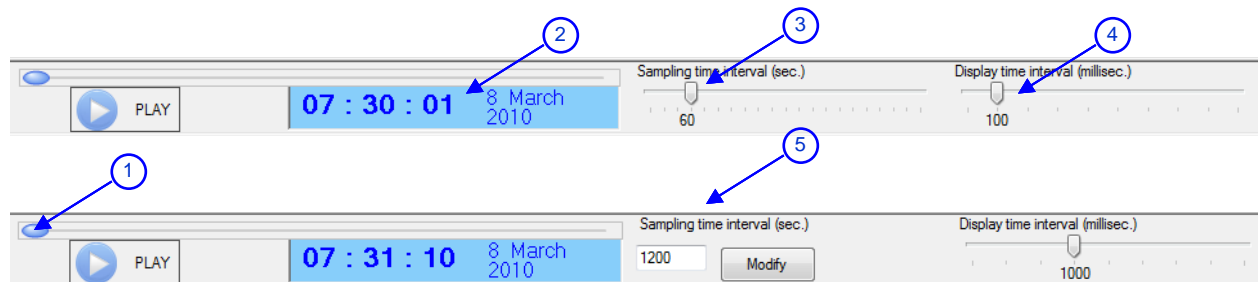 2
3
4
Sampling time interval (sec.)
Display time interval (millisec.)
PLAY
07 : 30 : 01
8 March
2010
60
100
1
5
Sampling time interval (sec.)
Display time interval (millisec.)
PLAY
07 : 31 : 10
8 March
2010
1200
Modify
1000